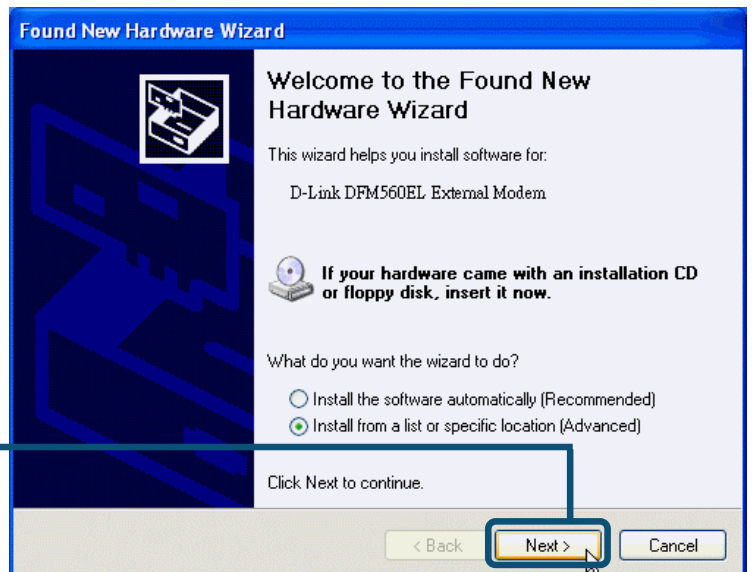 Found New Hardware Wizard
Welcome to the Found New
Hardware Wizard
This wizard helps you install software for:
D-Link DFM560EL External Modem
If your hardware came with an installation CD
or floppy disk, insert it now.
What do you want the wizard to do?
Install the software automatically (Recommended)
Install from a list or specific location (Advanced)
Click Next to continue.
< Back Next > Cancel